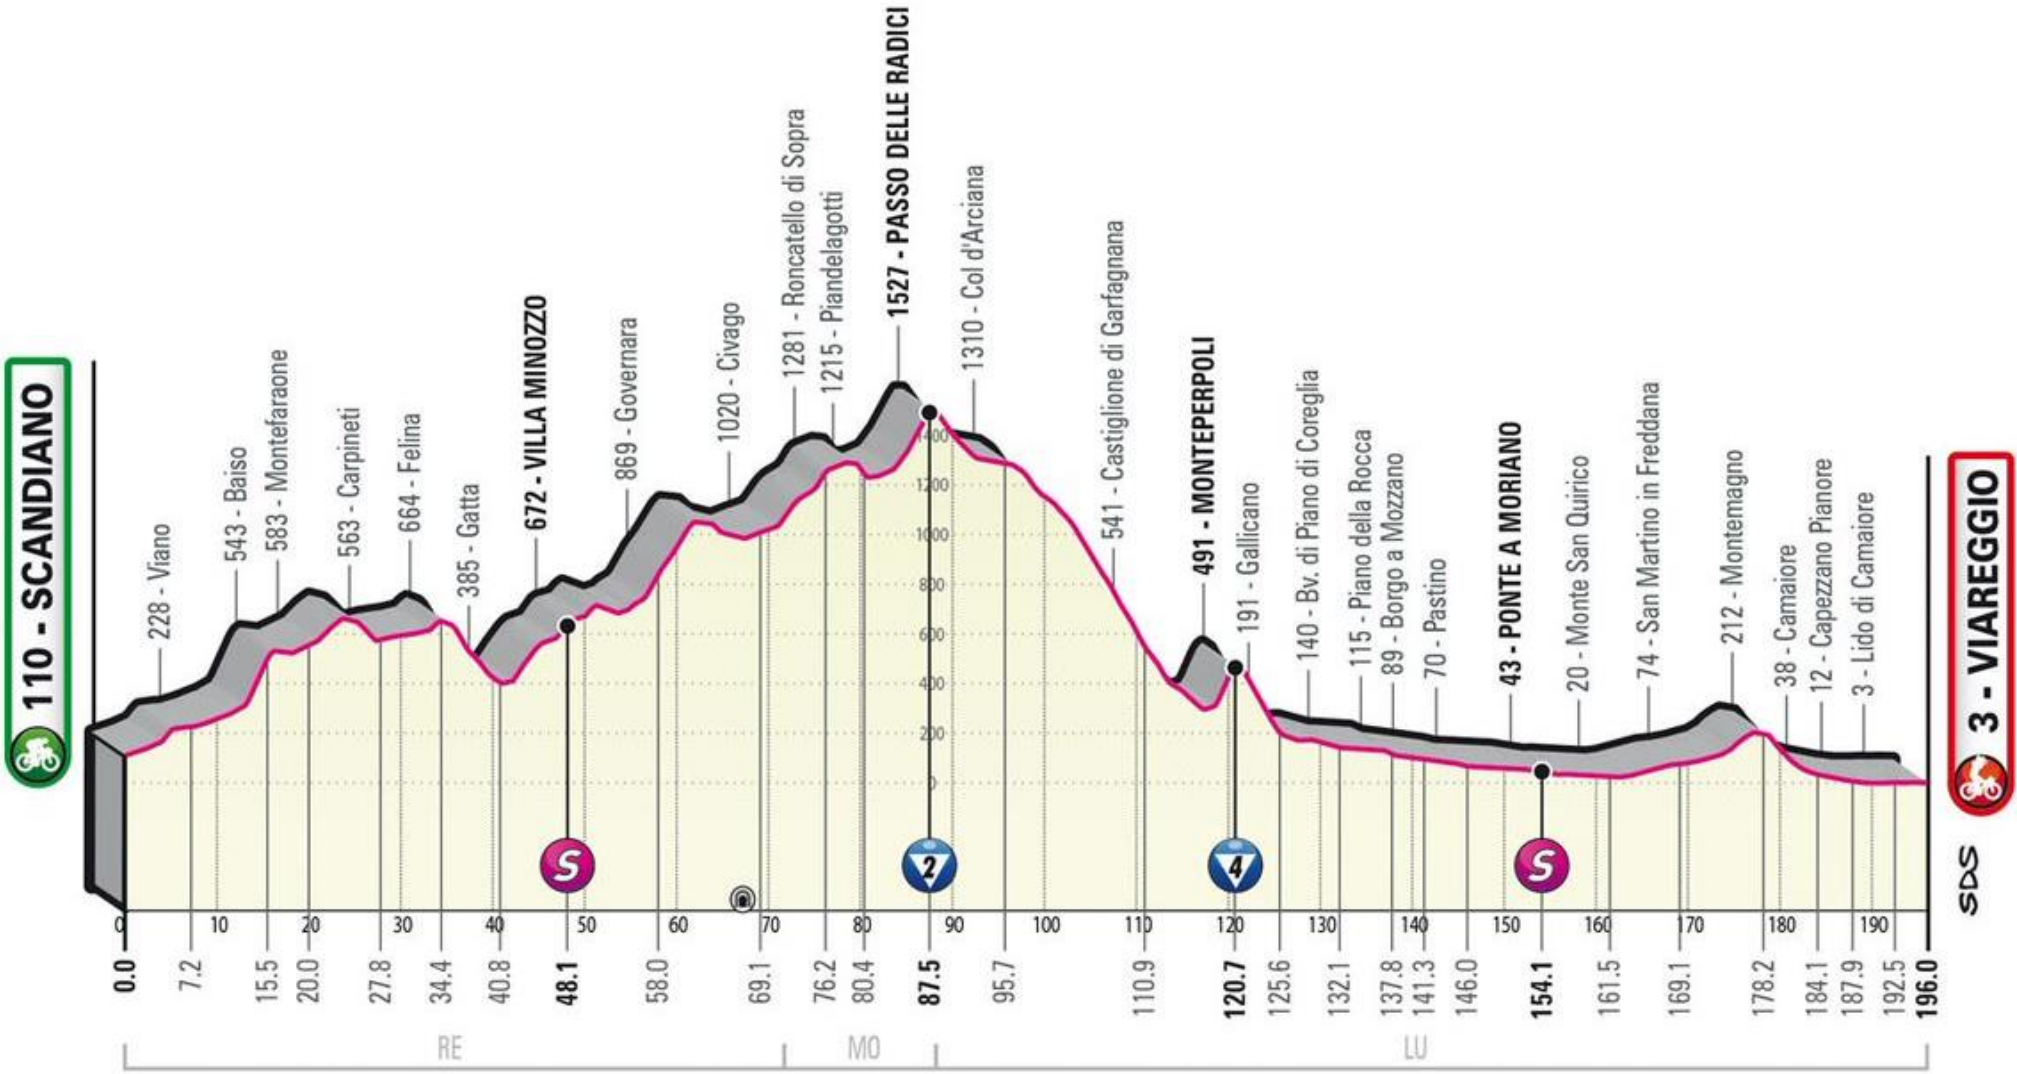 110 - SCANDIANO
228 - Viano
543 - Baiso
583 - Montefaraone
563 - Carpineti
664 - Felina
385 - Gatta
672 - VILLA MINOZZO
869 - Governara
1020 - Civago
1281 - Roncatello di Sopra
1215 - Piandelagotti
1527 - PASSO DELLE RADICI
1310 - Col d'Arciana
541 - Castiglione di Garfagnana
491 - MONTEPERPOLI
191 - Gallicano
140 - Bv. di Piano di Coreglia
115 - Piano della Rocca
89 - Borgo a Mozzano
70 - Pastino
43 - PONTE A MORIANO
20 - Monte San Quirico
74 - San Martino in Freddana
212 - Montemagno
38 - Camaiore
12 - Capezzano Pianore
3 - Lido di Camaiore
3 - VIAREGGIO
1400
1200
1000
800
600
400
200
0
S
2
4
S
SDS
0 10 20 30 40 50 60 70 80 90 100 110 120 130 140 150 160 170 180 190
0.0 7.2 15.5 20.0 27.8 34.4 40.8 48.1 58.0 69.1 76.2 80.4 87.5 95.7 110.9 120.7 125.6 132.1 137.8 141.3 146.0 154.1 161.5 169.1 178.2 184.1 187.9 192.5 196.0
RE MO LU